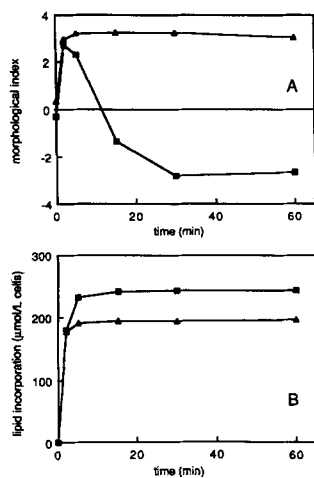 4
2
0
-2
-4
morphological index
A
0
20
40
60
time (min)
300
200
100
0
lipid incorporation (μmol/L cells)
B
0
20
40
60
time (min)